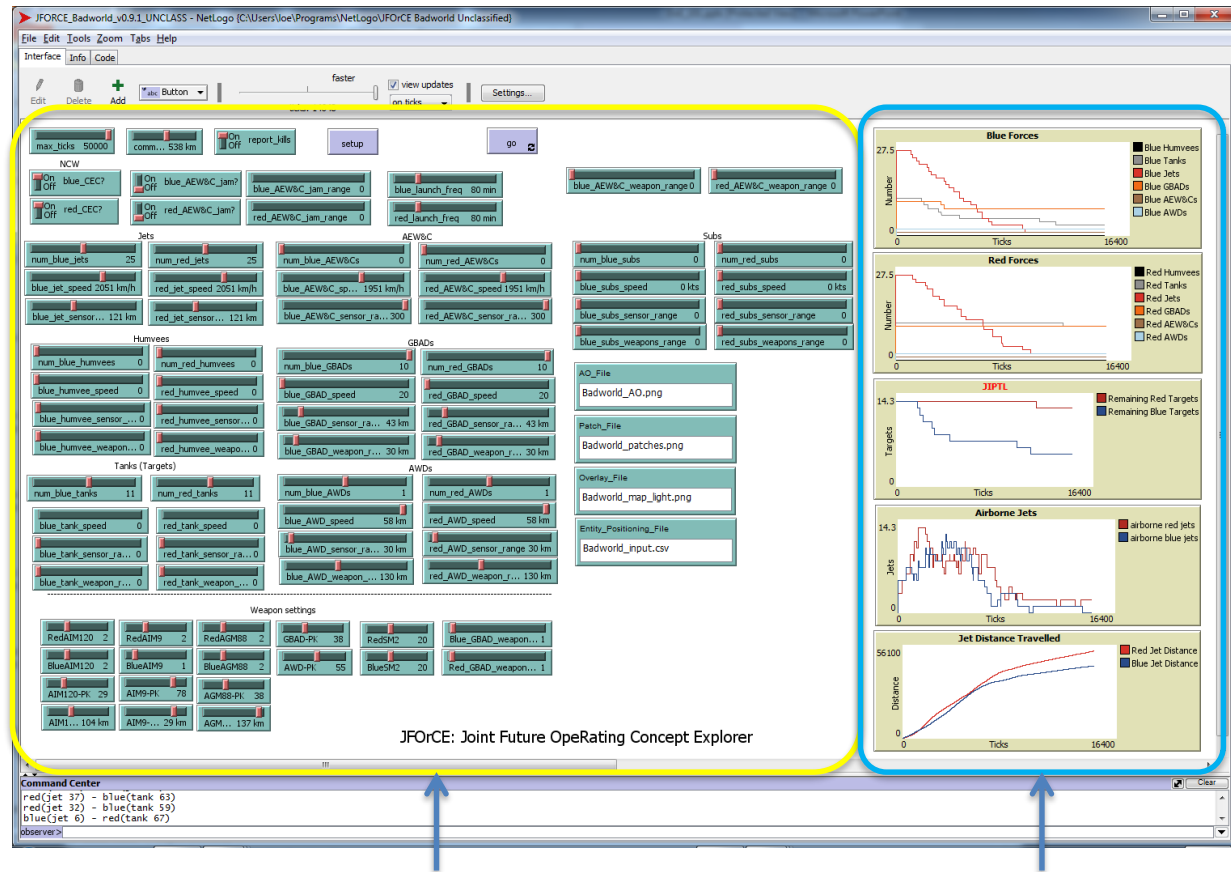 JFORCE_Badworld_v0.9.1_UNCLASS - NetLogo {C:\Users\loe\Programs\NetLogo\JFOrCE Badworld Unclassified}
File Edit Tools Zoom Tabs Help
Interface Info Code
faster
Edit Delete Add abc Button view updates on ticks Settings...
max_ticks 50000 comm... 538 km On Off report_kills setup go
NCW
On Off blue_CEC? On Off blue_AEW&C_jam? blue_AEW&C_jam_range 0 blue_launch_freq 80 min blue_AEW&C_weapon_range 0 red_AEW&C_weapon_range 0
On Off red_CEC? On Off red_AEW&C_jam? red_AEW&C_jam_range 0 red_launch_freq 80 min
Jets AEW&C Subs
num_blue_jets 25 num_red_jets 25 num_blue_AEW&Cs 0 num_red_AEW&Cs 0 num_blue_subs 0 num_red_subs 0
blue_jet_speed 2051 km/h red_jet_speed 2051 km/h blue_AEW&C_sp... 1951 km/h red_AEW&C_speed 1951 km/h blue_subs_speed 0 kts red_subs_speed 0 kts
blue_jet_sensor... 121 km red_jet_sensor... 121 km blue_AEW&C_sensor_ra... 300 red_AEW&C_sensor_ra... 300 blue_subs_sensor_range 0 red_subs_sensor_range 0
blue_subs_weapons_range 0 red_subs_weapons_range 0
Humvees GBADs
num_blue_humvees 0 num_red_humvees 0 num_blue_GBADs 10 num_red_GBADs 10
blue_humvee_speed 0 red_humvee_speed 0 blue_GBAD_speed 20 red_GBAD_speed 20
blue_humvee_sensor_... 0 red_humvee_sensor_... 0 blue_GBAD_sensor_ra... 43 km red_GBAD_sensor_ra... 43 km
blue_humvee_weapon... 0 red_humvee_weapo... 0 blue_GBAD_weapon_r... 30 km red_GBAD_weapon_r... 30 km
AO_File
Badworld_AO.png
Patch_File
Badworld_patches.png
Overlay_File
Badworld_map_light.png
Entity_Positioning_File
Badworld_input.csv
Tanks (Targets) AWDs
num_blue_tanks 11 num_red_tanks 11 num_blue_AWDs 1 num_red_AWDs 1
blue_tank_speed 0 red_tank_speed 0 blue_AWD_speed 58 km red_AWD_speed 58 km
blue_tank_sensor_ra... 0 red_tank_sensor_ra... 0 blue_AWD_sensor_ra... 30 km red_AWD_sensor_range 30 km
blue_tank_weapon_r... 0 red_tank_weapon_r... 0 blue_AWD_weapon_... 130 km red_AWD_weapon_r... 130 km
Weapon settings
RedAIM120 2 RedAIM9 2 RedAGM88 2 GBAD-PK 38 RedSM2 20 Blue_GBAD_weapon... 1
BlueAIM120 2 BlueAIM9 1 BlueAGM88 2 AWD-PK 55 BlueSM2 20 Red_GBAD_weapon... 1
AIM120-PK 29 AIM9-PK 78 AGM88-PK 38
AIM1... 104 km AIM9-... 29 km AGM... 137 km
JFOrCE: Joint Future OpeRating Concept Explorer
Blue Forces
27.5
Number
0
0 Ticks 16400
Blue Humvees
Blue Tanks
Blue Jets
Blue GBADs
Blue AEW&Cs
Blue AWDs
Red Forces
27.5
Number
0
0 Ticks 16400
Red Humvees
Red Tanks
Red Jets
Red GBADs
Red AEW&Cs
Red AWDs
JIPTL
14.3
Targets
0
0 Ticks 16400
Remaining Red Targets
Remaining Blue Targets
Airborne Jets
14.3
Jets
0
0 Ticks 16400
airborne red jets
airborne blue jets
Jet Distance Travelled
56100
Distance
0
0 Ticks 16400
Red Jet Distance
Blue Jet Distance
Command Center Clear
red(jet 37) - blue(tank 63)
red(jet 32) - blue(tank 59)
blue(jet 6) - red(tank 67)
observer>